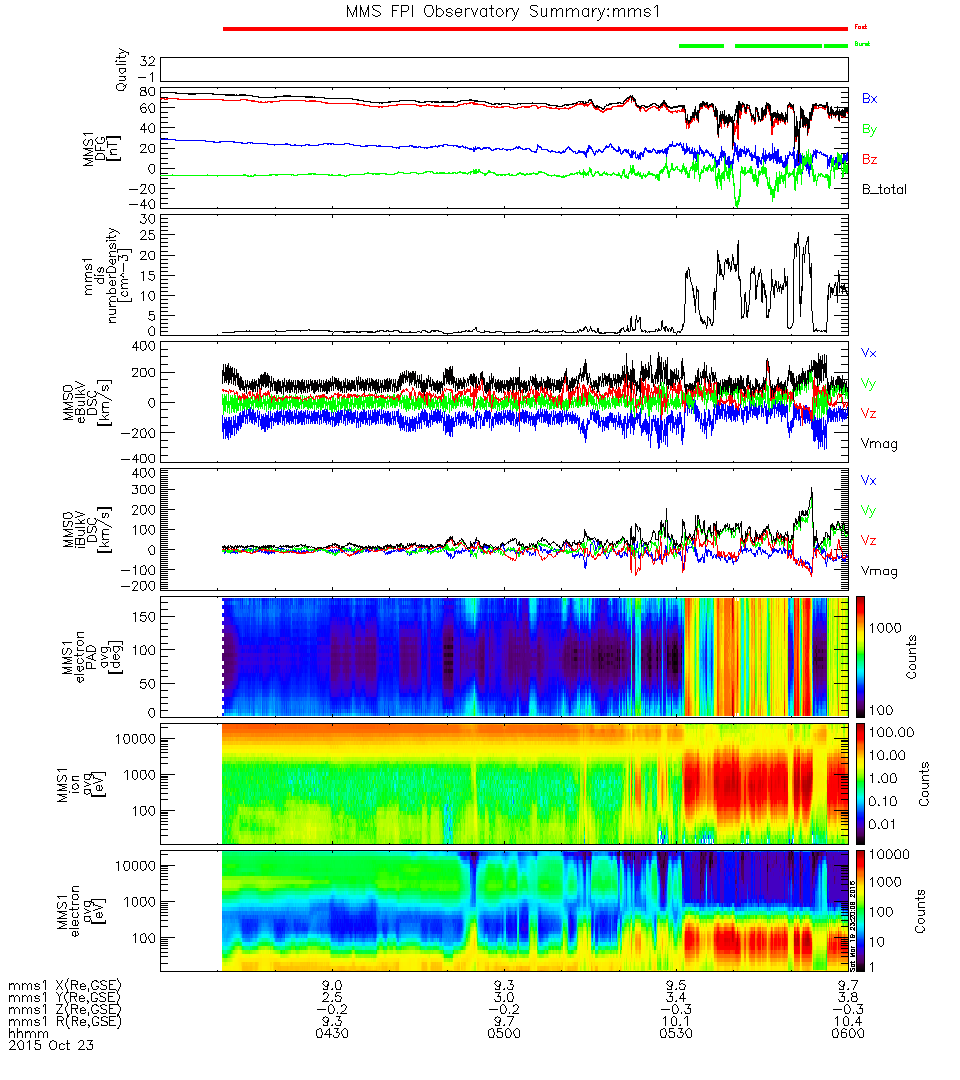 MMS FPI Observatory Summary:mms1
Fast
Burst
Quality
32
-1
MMS1
DFG
[nT]
80
60
40
20
0
-20
-40
Bx
By
Bz
B_total
mms1
dis
numberDensity
[cm^-3]
30
25
20
15
10
5
0
MMS0
eBulkV
DSC
[km/s]
400
200
0
-200
-400
Vx
Vy
Vz
Vmag
MMS0
iBulkV
DSC
[km/s]
400
300
200
100
0
-100
-200
Vx
Vy
Vz
Vmag
MMS1
electron
PAD
avg
[deg]
150
100
50
0
1000
100
Counts
MMS1
ion
avg
[eV]
10000
1000
100
100.00
10.00
1.00
0.10
0.01
Counts
MMS1
electron
avg
[eV]
10000
1000
100
10000
1000
100
10
1
Counts
mms1 X(Re,GSE) 9.0 9.3 9.5 9.7
mms1 Y(Re,GSE) 2.5 3.0 3.4 3.8
mms1 Z(Re,GSE) -0.2 -0.2 -0.3 -0.3
mms1 R(Re,GSE) 9.3 9.7 10.1 10.4
hhmm 0430 0500 0530 0600
2015 Oct 23